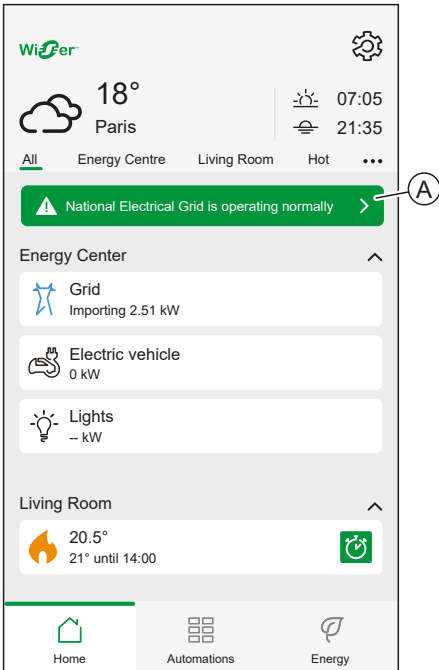 Wiser
18°
Paris
07:05
21:35
All Energy Centre Living Room Hot •••
National Electrical Grid is operating normally
A
Energy Center
Grid
Importing 2.51 kW
Electric vehicle
0 kW
Lights
-- kW
Living Room
20.5°
21° until 14:00
Home Automations Energy